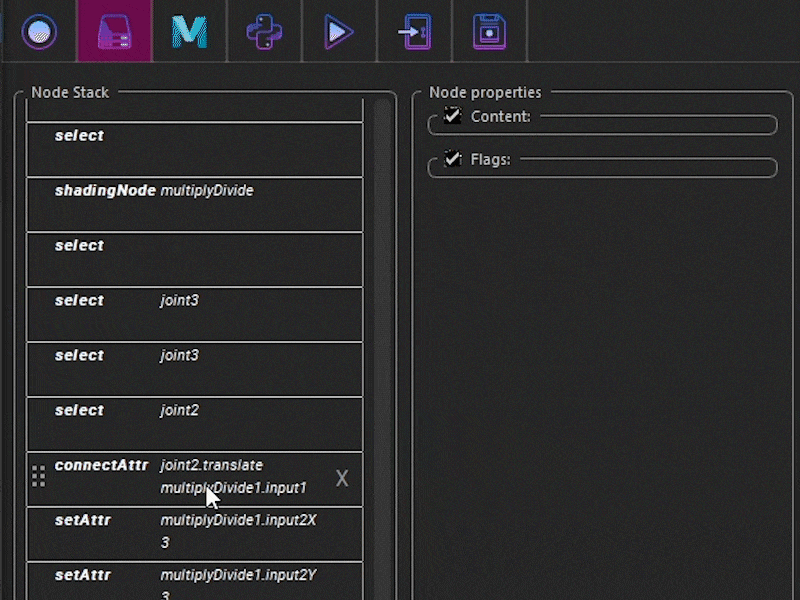 Node Stack
select
shadingNode multiplyDivide
select
select joint3
select joint3
select joint2
connectAttr joint2.translate
multiplyDivide1.input1
X
setAttr multiplyDivide1.input2X
3
setAttr multiplyDivide1.input2Y
3
Node properties
Content:
Flags: